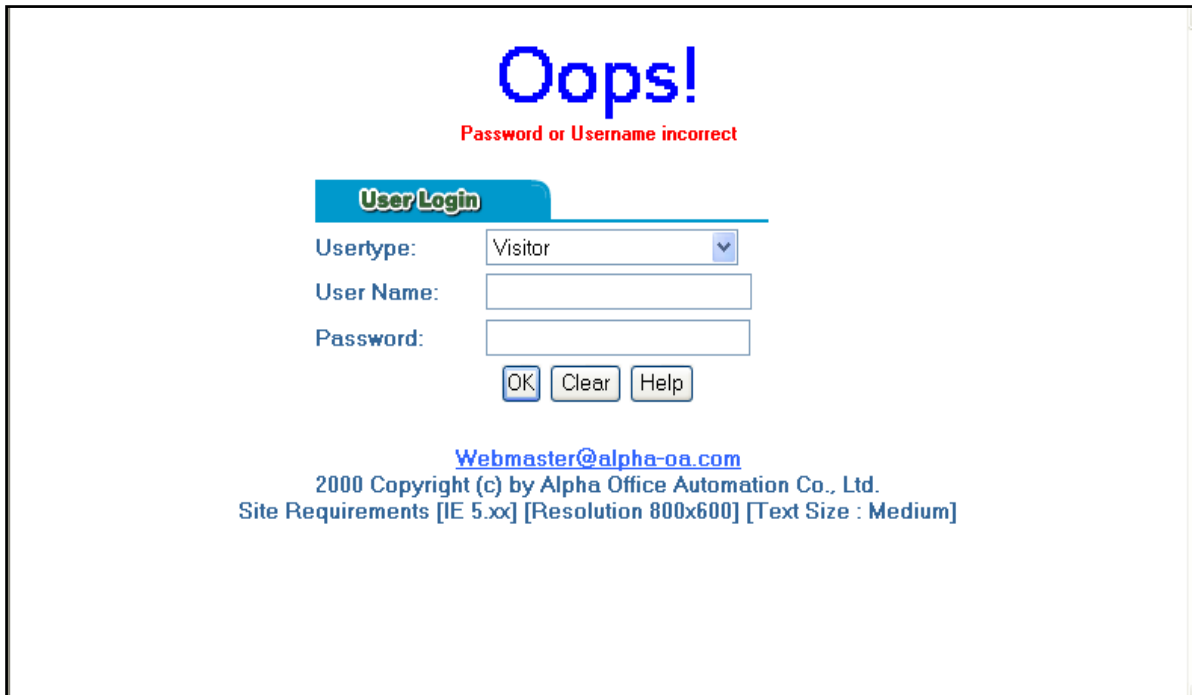 Oops!
Password or Username incorrect
User Login
Usertype: Visitor
User Name:
Password:
OK Clear Help
Webmaster@alpha-oa.com
2000 Copyright (c) by Alpha Office Automation Co., Ltd.
Site Requirements [IE 5.xx] [Resolution 800x600] [Text Size : Medium]